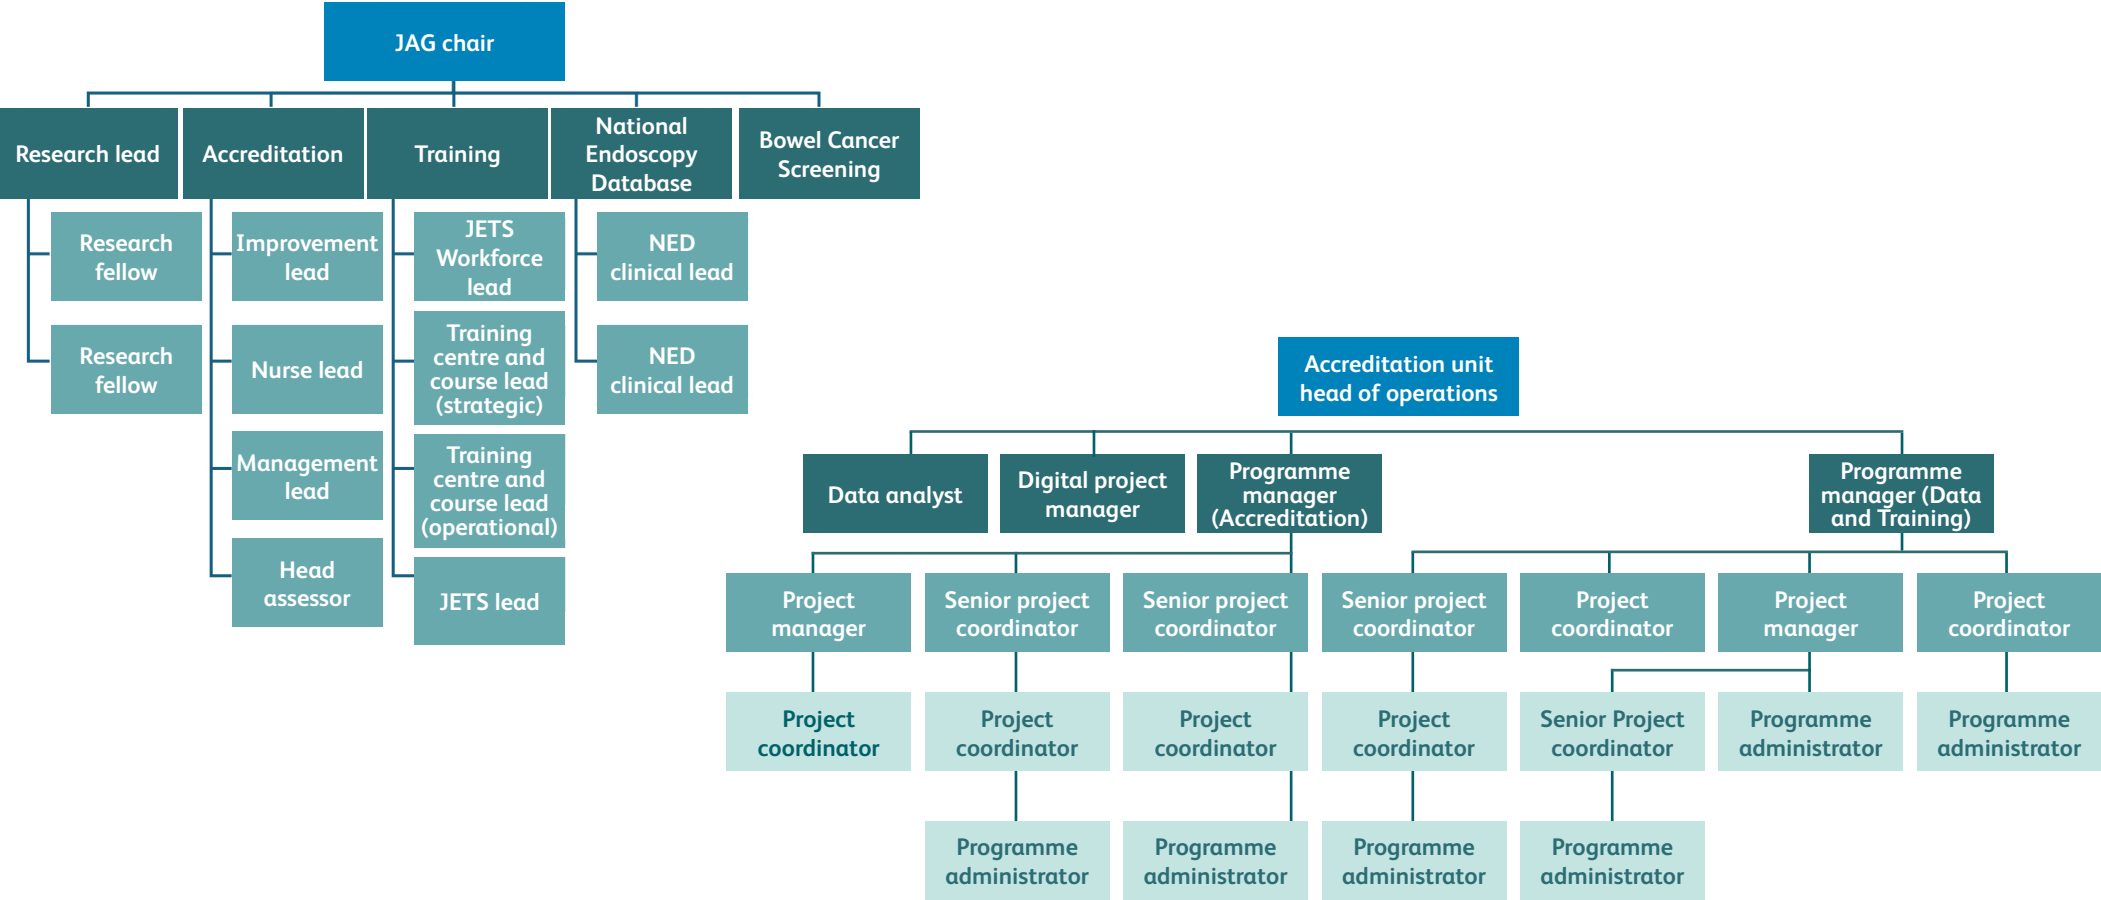 JAG chair
Research lead
Accreditation
Training
National
Endoscopy
Database
Bowel Cancer
Screening
Research
fellow
Improvement
lead
JETS
Workforce
lead
NED
clinical lead
Research
fellow
Nurse lead
Training
centre and
course lead
(strategic)
NED
clinical lead
Management
lead
Training
centre and
course lead
(operational)
Head
assessor
JETS lead
Accreditation unit
head of operations
Data analyst
Digital project
manager
Programme
manager
(Accreditation)
Programme
manager (Data
and Training)
Project
manager
Senior project
coordinator
Senior project
coordinator
Senior project
coordinator
Project
coordinator
Project
manager
Project
coordinator
Project
coordinator
Project
coordinator
Project
coordinator
Project
coordinator
Senior Project
coordinator
Programme
administrator
Programme
administrator
Programme
administrator
Programme
administrator
Programme
administrator
Programme
administrator